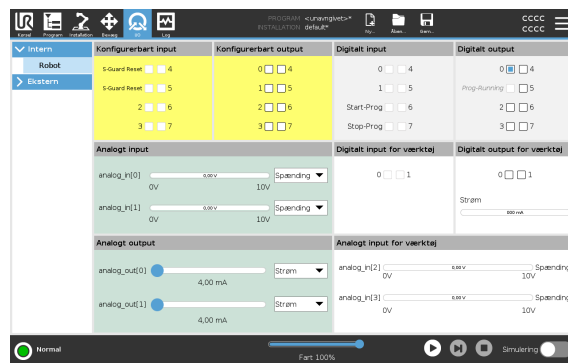 UR
PROGRAM <unavngivet>*
INSTALLATION default*
CCCC
CCCC
Kørsel Program Installation Bevæg I/O Log Ny... Åben... Gem...
Intern
Robot
Ekstern
Konfigurerbart input
S-Guard Reset 4
S-Guard Reset 5
2 6
3 7
Konfigurerbart output
0 4
1 5
2 6
3 7
Digitalt input
0 4
1 5
Start-Prog 6
Stop-Prog 7
Digitalt output
0 4
Prog-Running 5
2 6
3 7
Analogt input
analog_in[0] 0,00 V Spænding
0V 10V
analog_in[1] 0,00 V Spænding
0V 10V
Digitalt input for værktøj
0 1
Digitalt output for værktøj
0 1
Strøm
000 mA
Analogt output
analog_out[0] Strøm
4,00 mA
analog_out[1] Strøm
4,00 mA
Analogt input for værktøj
analog_in[2] 0,00 V Spænding
0V 10V
analog_in[3] 0,00 V Spænding
0V 10V
Normal
Fart 100%
Simulering